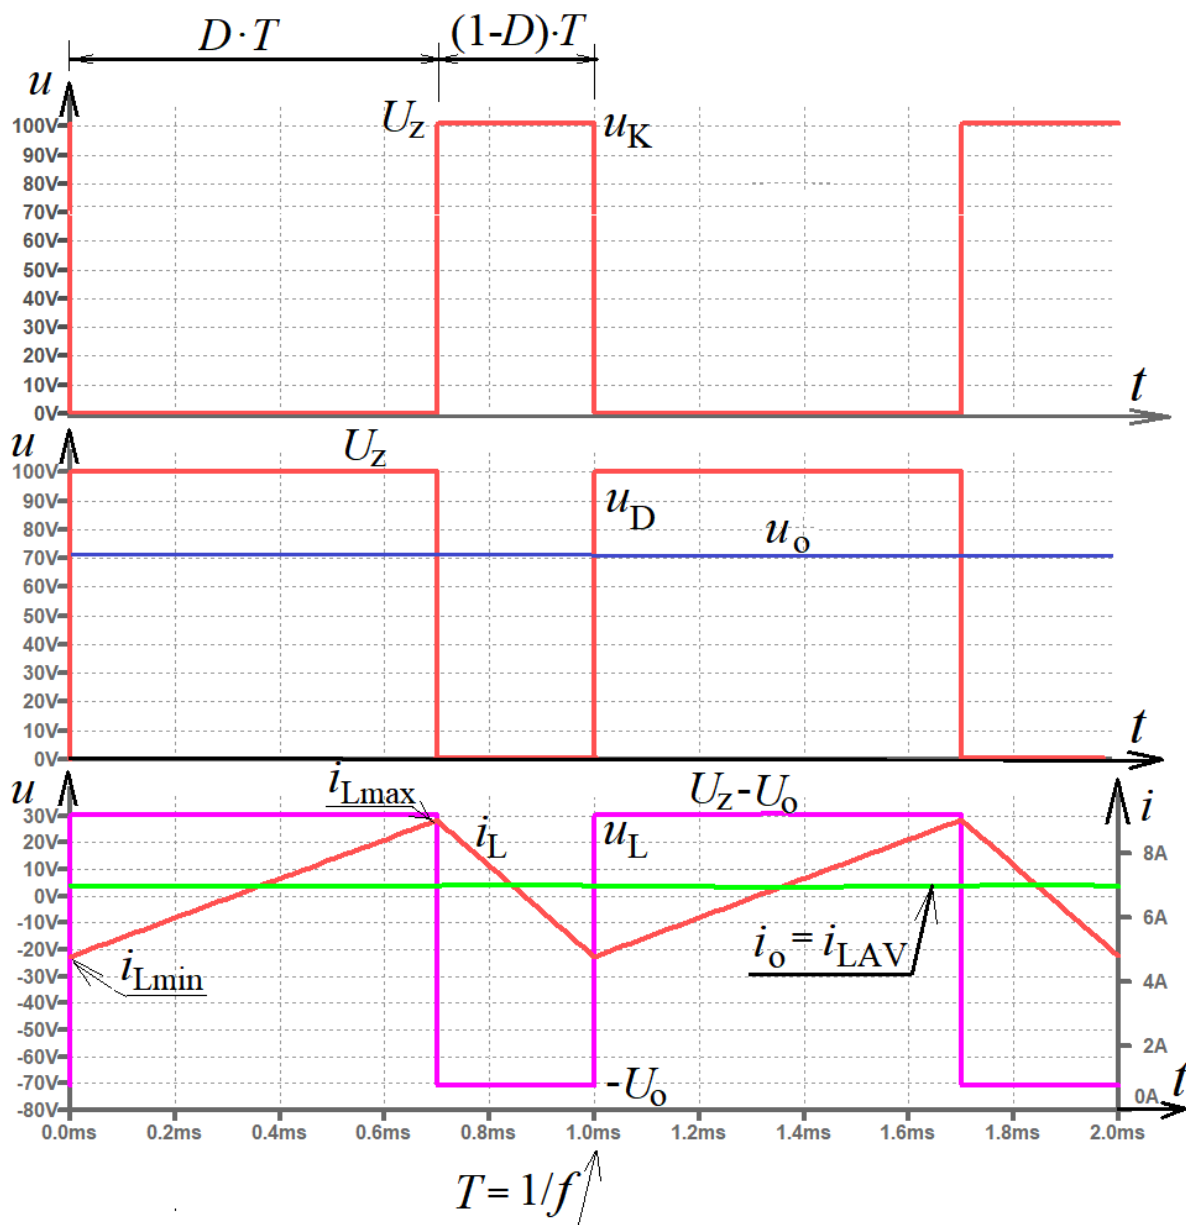 D·T
(1-D)·T
u
U_z
u_K
100V
90V
80V
70V
60V
50V
40V
30V
20V
10V
0V
t
u
U_z
100V
90V
80V
70V
60V
50V
40V
30V
20V
10V
0V
u_D
u_o
t
u
i_Lmax
U_z-U_o
i
30V
20V
10V
0V
-10V
-20V
-30V
-40V
-50V
-60V
-70V
-80V
i_L
u_L
8A
6A
4A
2A
0A
i_o = i_LAV
i_Lmin
-U_o
t
0.0ms 0.2ms 0.4ms 0.6ms 0.8ms 1.0ms 1.2ms 1.4ms 1.6ms 1.8ms 2.0ms
T = 1/f